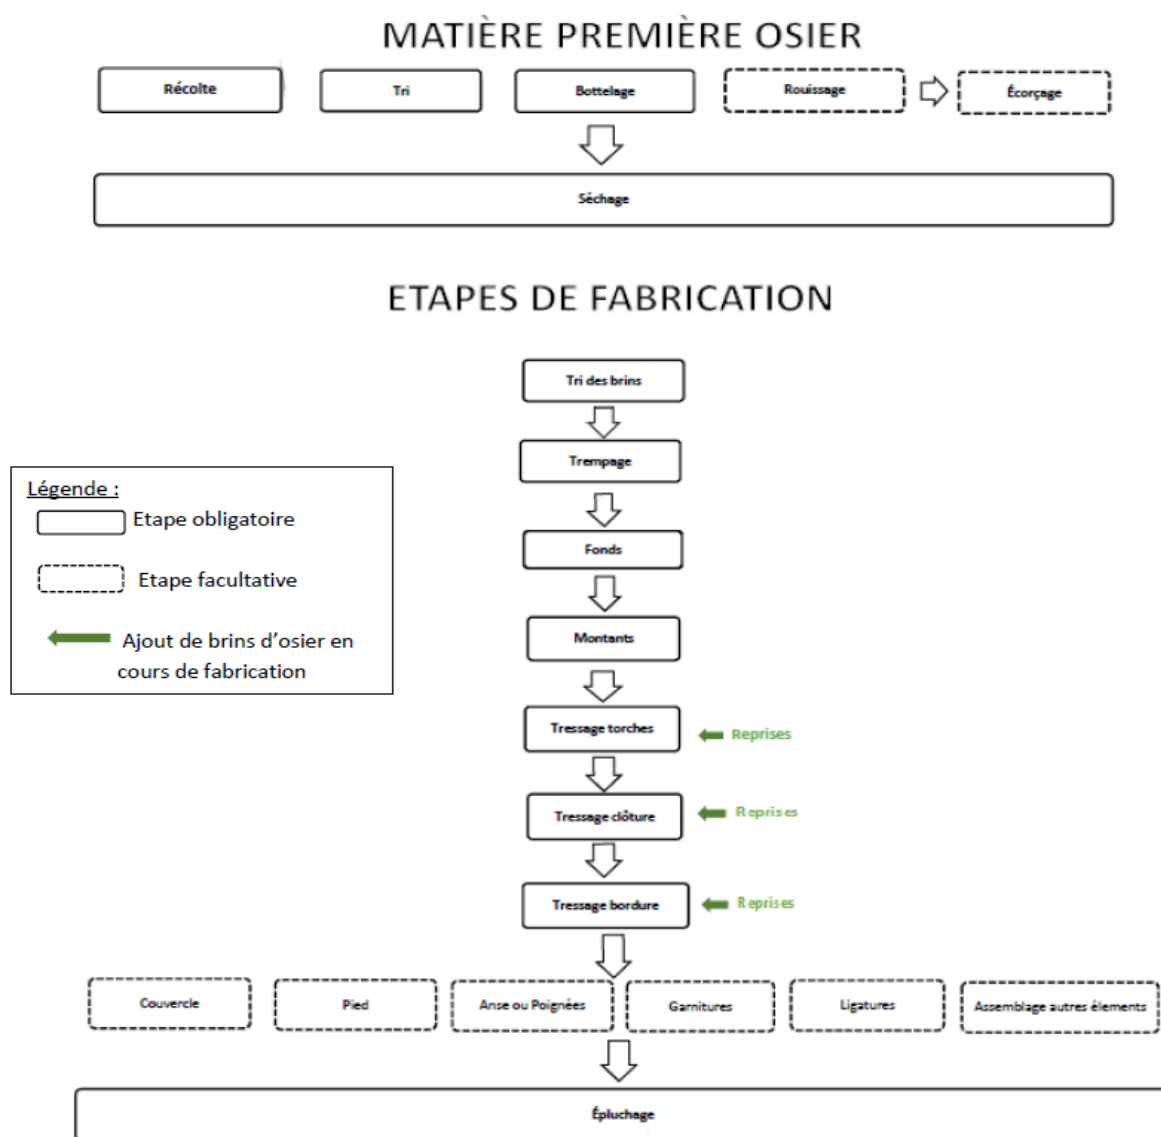 MATIÈRE PREMIÈRE OSIER
Récolte
Tri
Bottelage
Rouissage
Écorçage
Séchage
ETAPES DE FABRICATION
Tri des brins
Trempage
Légende :
Etape obligatoire
Etape facultative
Ajout de brins d'osier en
cours de fabrication
Fonds
Montants
Tressage torches
Reprises
Tressage clôture
Reprises
Tressage bordure
Reprises
Couvercle
Pied
Anse ou Poignées
Garnitures
Ligatures
Assemblage autres élements
Épluchage